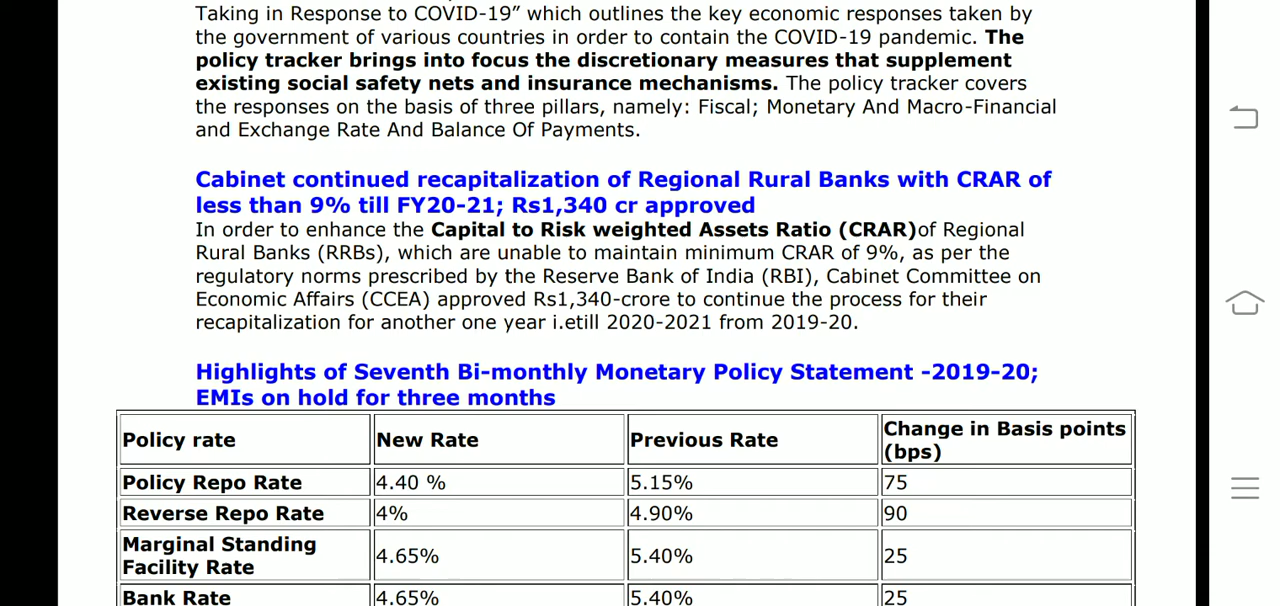 Taking in Response to COVID-19” which outlines the key economic responses taken by
the government of various countries in order to contain the COVID-19 pandemic. The
policy tracker brings into focus the discretionary measures that supplement
existing social safety nets and insurance mechanisms. The policy tracker covers
the responses on the basis of three pillars, namely: Fiscal; Monetary And Macro-Financial
and Exchange Rate And Balance Of Payments.
Cabinet continued recapitalization of Regional Rural Banks with CRAR of
less than 9% till FY20-21; Rs1,340 cr approved
In order to enhance the Capital to Risk weighted Assets Ratio (CRAR)of Regional
Rural Banks (RRBs), which are unable to maintain minimum CRAR of 9%, as per the
regulatory norms prescribed by the Reserve Bank of India (RBI), Cabinet Committee on
Economic Affairs (CCEA) approved Rs1,340-crore to continue the process for their
recapitalization for another one year i.etill 2020-2021 from 2019-20.
Highlights of Seventh Bi-monthly Monetary Policy Statement -2019-20;
EMIs on hold for three months
Policy rate New Rate Previous Rate Change in Basis points
(bps)
Policy Repo Rate 4.40 % 5.15% 75
Reverse Repo Rate 4% 4.90% 90
Marginal Standing
Facility Rate 4.65% 5.40% 25
Bank Rate 4.65% 5.40% 25